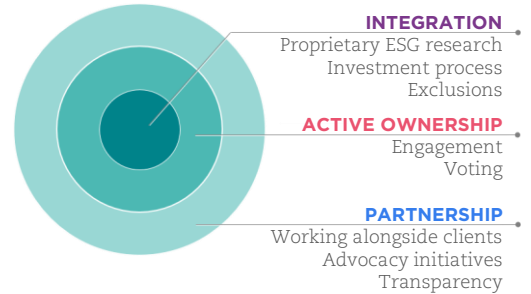 INTEGRATION
Proprietary ESG research
Investment process
Exclusions
ACTIVE OWNERSHIP
Engagement
Voting
PARTNERSHIP
Working alongside clients
Advocacy initiatives
Transparency